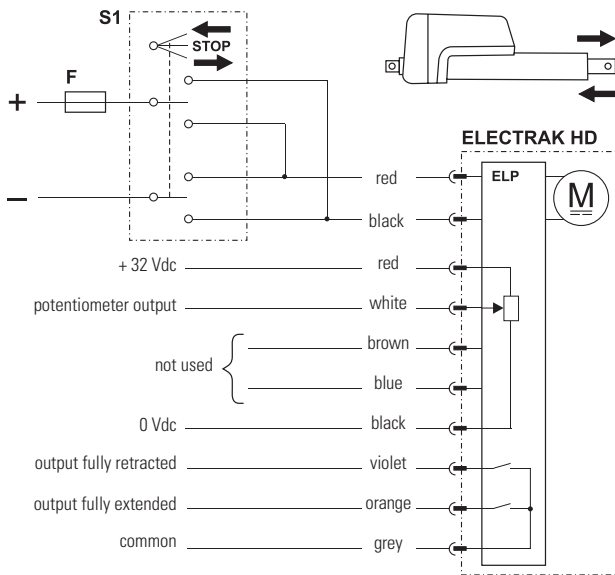 S1
STOP
F
+
–
ELECTRAK HD
ELP
M
red
black
+ 32 Vdc red
potentiometer output white
not used
brown
blue
0 Vdc black
output fully retracted violet
output fully extended orange
common grey